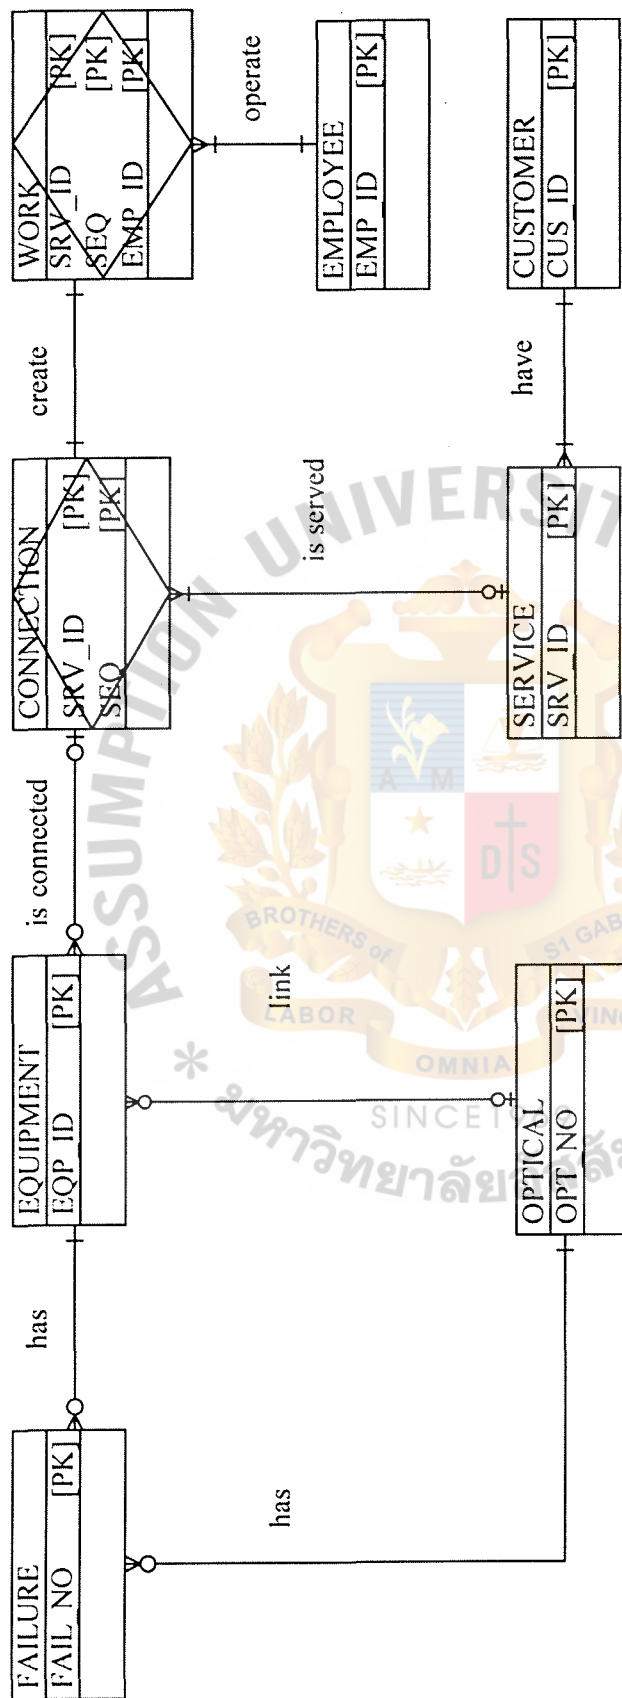 FAILURE
FAIL_NO [PK]
has
EQUIPMENT
EQP_ID [PK]
is connected
CONNECTION
SRV_ID [PK]
SEQ [PK]
create
WORK
SRV_ID [PK]
SEQ [PK]
EMP_ID [PK]
operate
EMPLOYEE
EMP_ID [PK]
has
link
is served
have
OPTICAL
OPT_NO [PK]
SERVICE
SRV_ID [PK]
CUSTOMER
CUS_ID [PK]
ASSUMPTION
A M
D S
BROTHERS of
LABOR
OMNIA